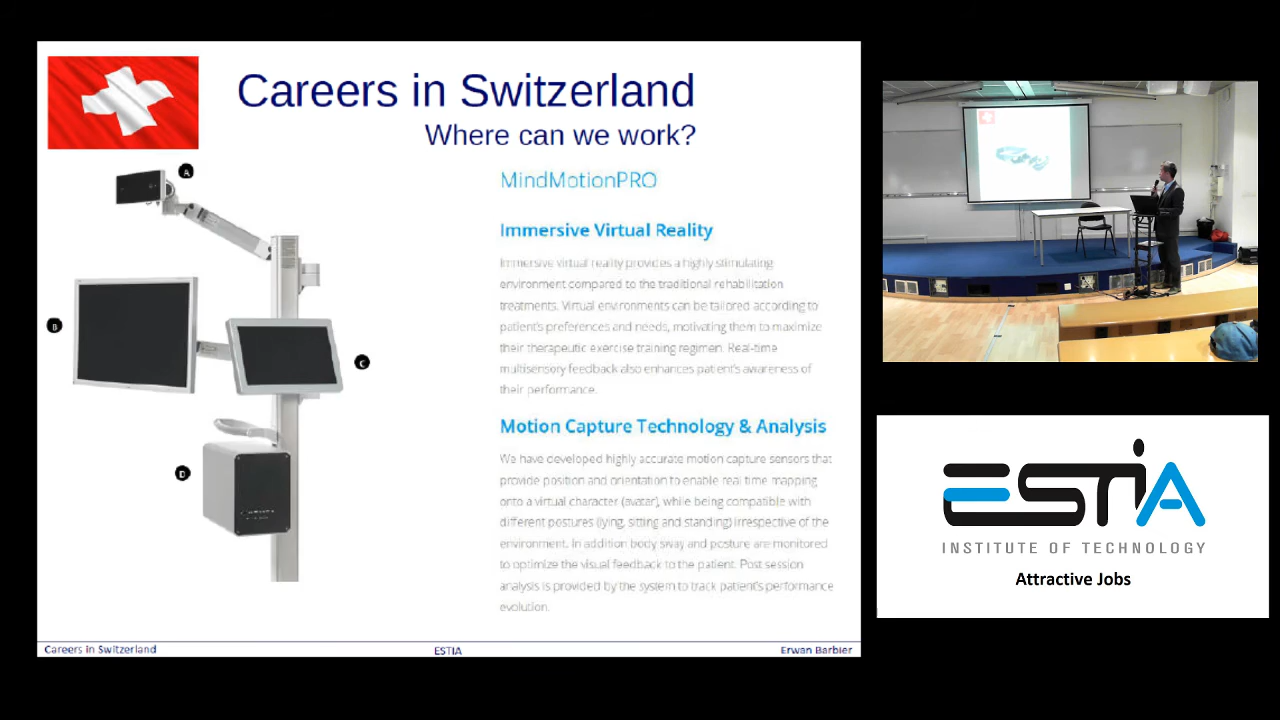 Careers in Switzerland
Where can we work?
MindMotionPRO
Immersive Virtual Reality
Immersive virtual reality provides a highly stimulating
environment compared to the traditional rehabilitation
treatments. Virtual environments can be tailored according to
patient's preferences and needs, motivating them to maximize
their therapeutic exercise training regimen. Real-time
multisensory feedback also enhances patient's awareness of
their performance.
Motion Capture Technology & Analysis
We have developed highly accurate motion capture sensors that
provide position and orientation to enable real time mapping
onto a virtual character (avatar), while being compatible with
different postures (lying, sitting and standing) irrespective of the
environment. In addition body sway and posture are monitored
to optimize the visual feedback to the patient. Post session
analysis is provided by the system to track patient's performance
evolution.
A
B
C
D
Careers in Switzerland
ESTIA
Erwan Barbier
ESTIA
INSTITUTE OF TECHNOLOGY
Attractive Jobs